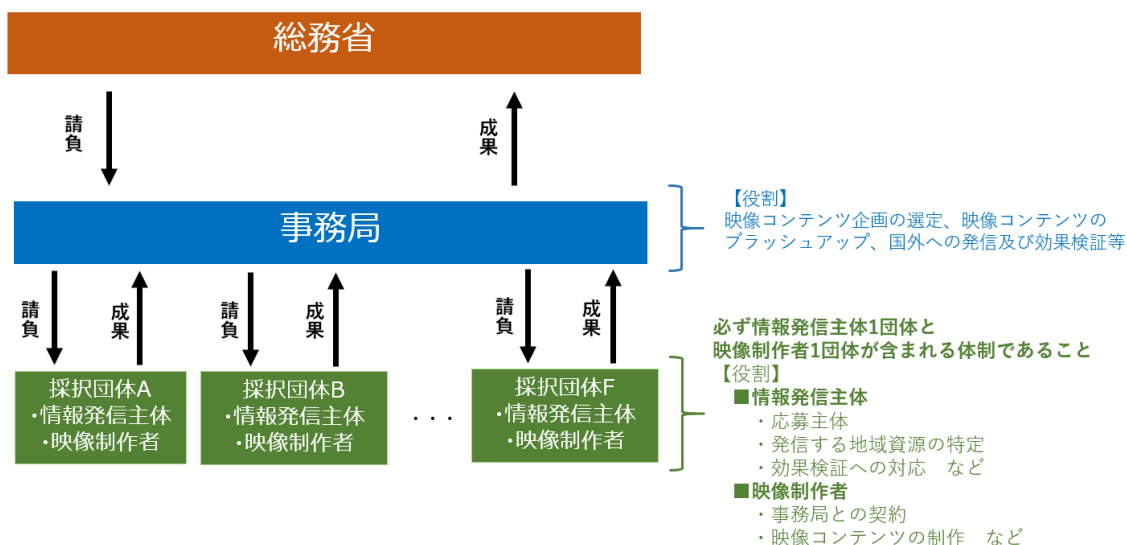 総務省
請負
成果
事務局
【役割】
映像コンテンツ企画の選定、映像コンテンツの
ブラッシュアップ、国外への発信及び効果検証等
請負
成果
請負
成果
請負
成果
採択団体A
・情報発信主体
・映像制作者
採択団体B
・情報発信主体
・映像制作者
・・・
採択団体F
・情報発信主体
・映像制作者
必ず情報発信主体1団体と
映像制作者1団体が含まれる体制であること
【役割】
■情報発信主体
・応募主体
・発信する地域資源の特定
・効果検証への対応　など
■映像制作者
・事務局との契約
・映像コンテンツの制作　など